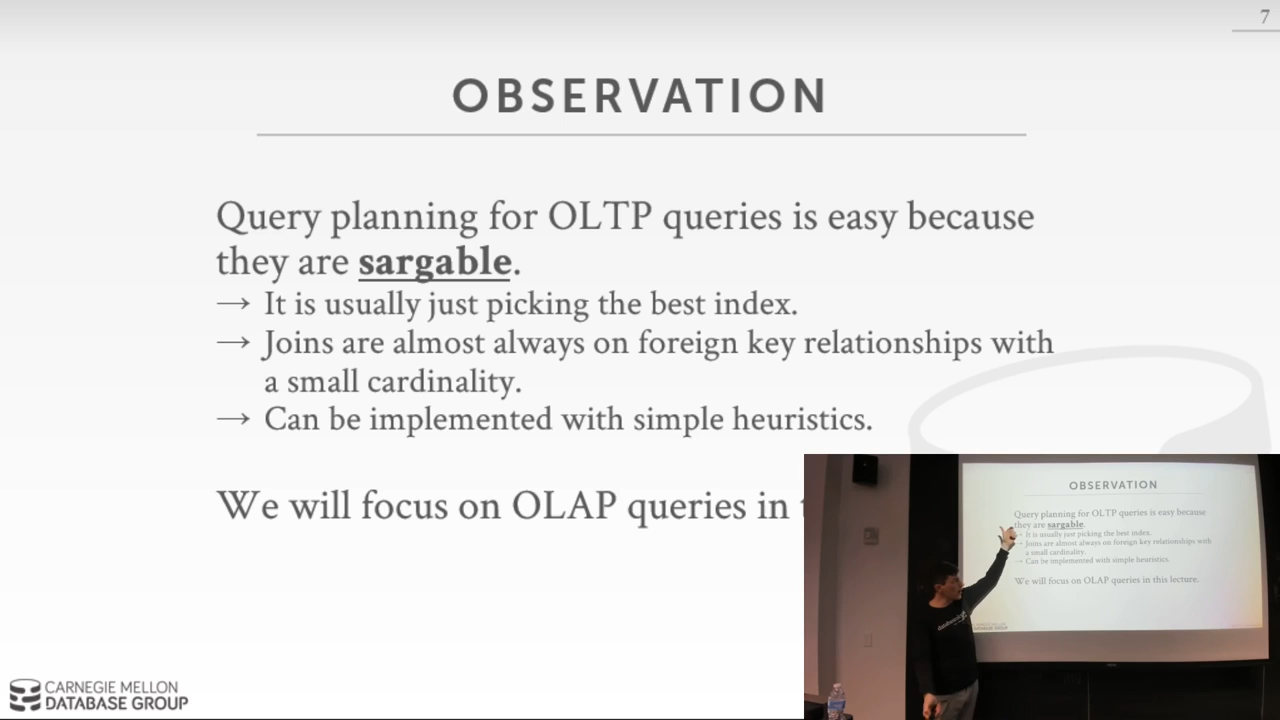 7
OBSERVATION
Query planning for OLTP queries is easy because
they are sargable.
→ It is usually just picking the best index.
→ Joins are almost always on foreign key relationships with
a small cardinality.
→ Can be implemented with simple heuristics.
We will focus on OLAP queries in
CARNEGIE MELLON
DATABASE GROUP
OBSERVATION
Query planning for OLTP queries is easy because
they are sargable.
→ It is usually just picking the best index.
→ Joins are almost always on foreign key relationships with
a small cardinality.
→ Can be implemented with simple heuristics.
We will focus on OLAP queries in this lecture.